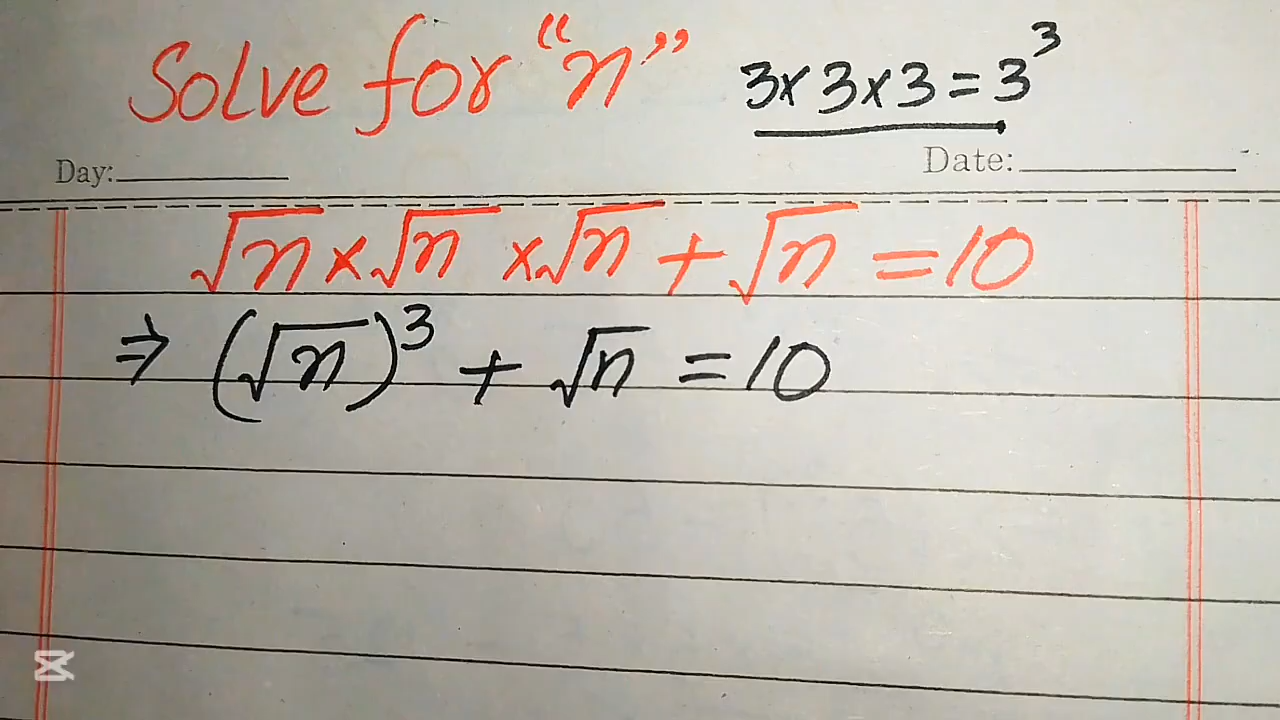 Solve for "n" 3×3×3=3³
Day: Date:
√n×√n×√n+√n=10
⇒ (√n)³ + √n = 10